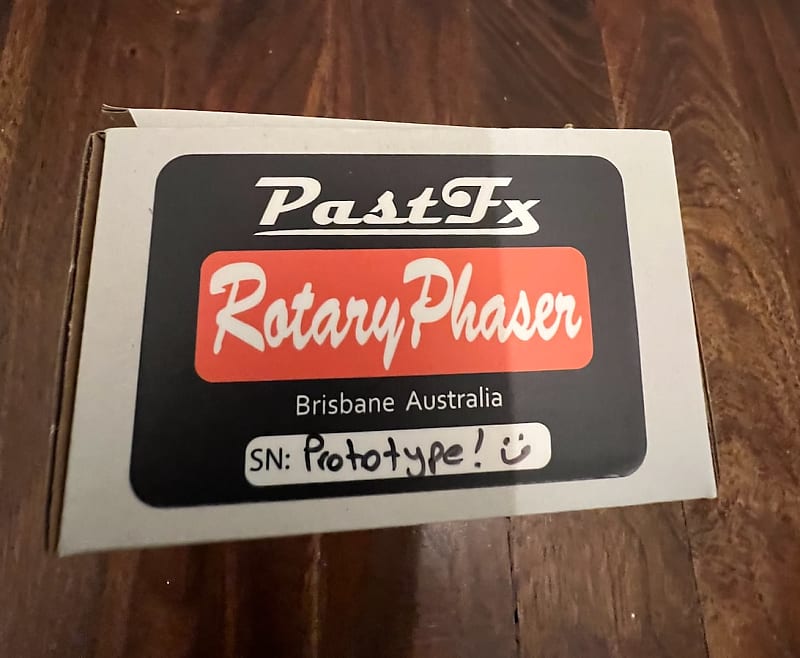 PastFx
RotaryPhaser
Brisbane Australia
SN: Prototype! :)